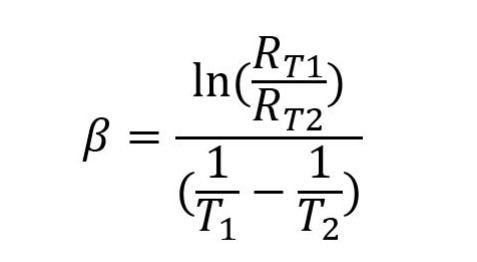 β = ln(R_T1/R_T2) / (1/T_1 − 1/T_2)